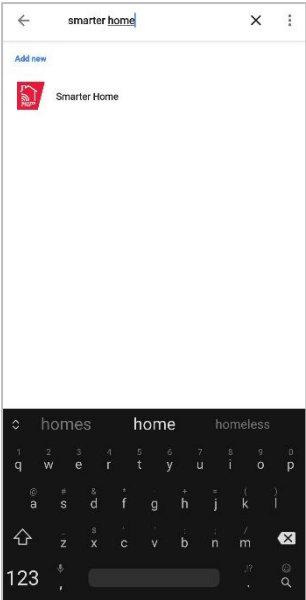 smarter home
Add new
Smarter Home
homes home homeless
1 2 3 4 5 6 7 8 9 0
q w e r t y u i o p
@ # & * - + = ( )
a s d f g h j k l
_ $ " ' : ; /
z x c v b n m
123 , ,!? .